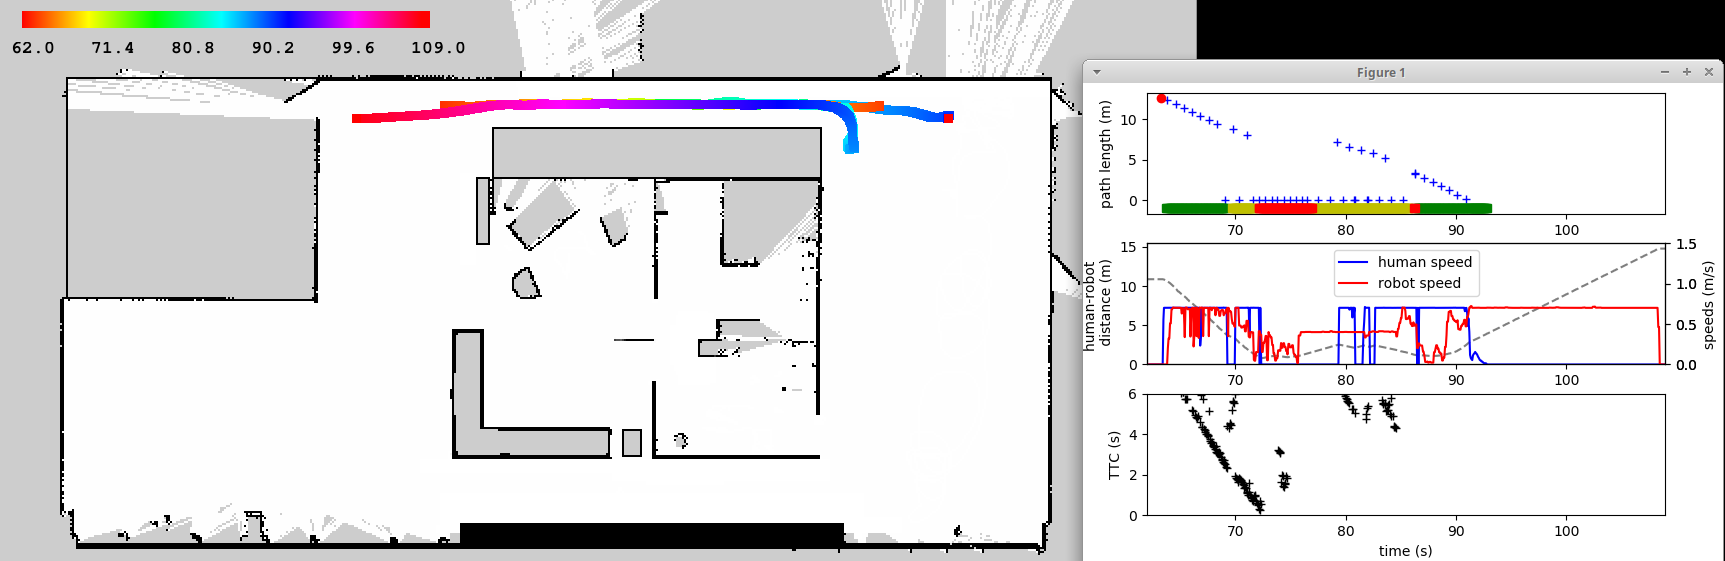 62.0 71.4 80.8 90.2 99.6 109.0
Figure 1
path length (m)
10
5
0
70 80 90 100
human-robot
distance (m)
15
10
5
0
human speed
robot speed
1.5
1.0
0.5
0.0
speeds (m/s)
70 80 90 100
TTC (s)
6
4
2
0
70 80 90 100
time (s)